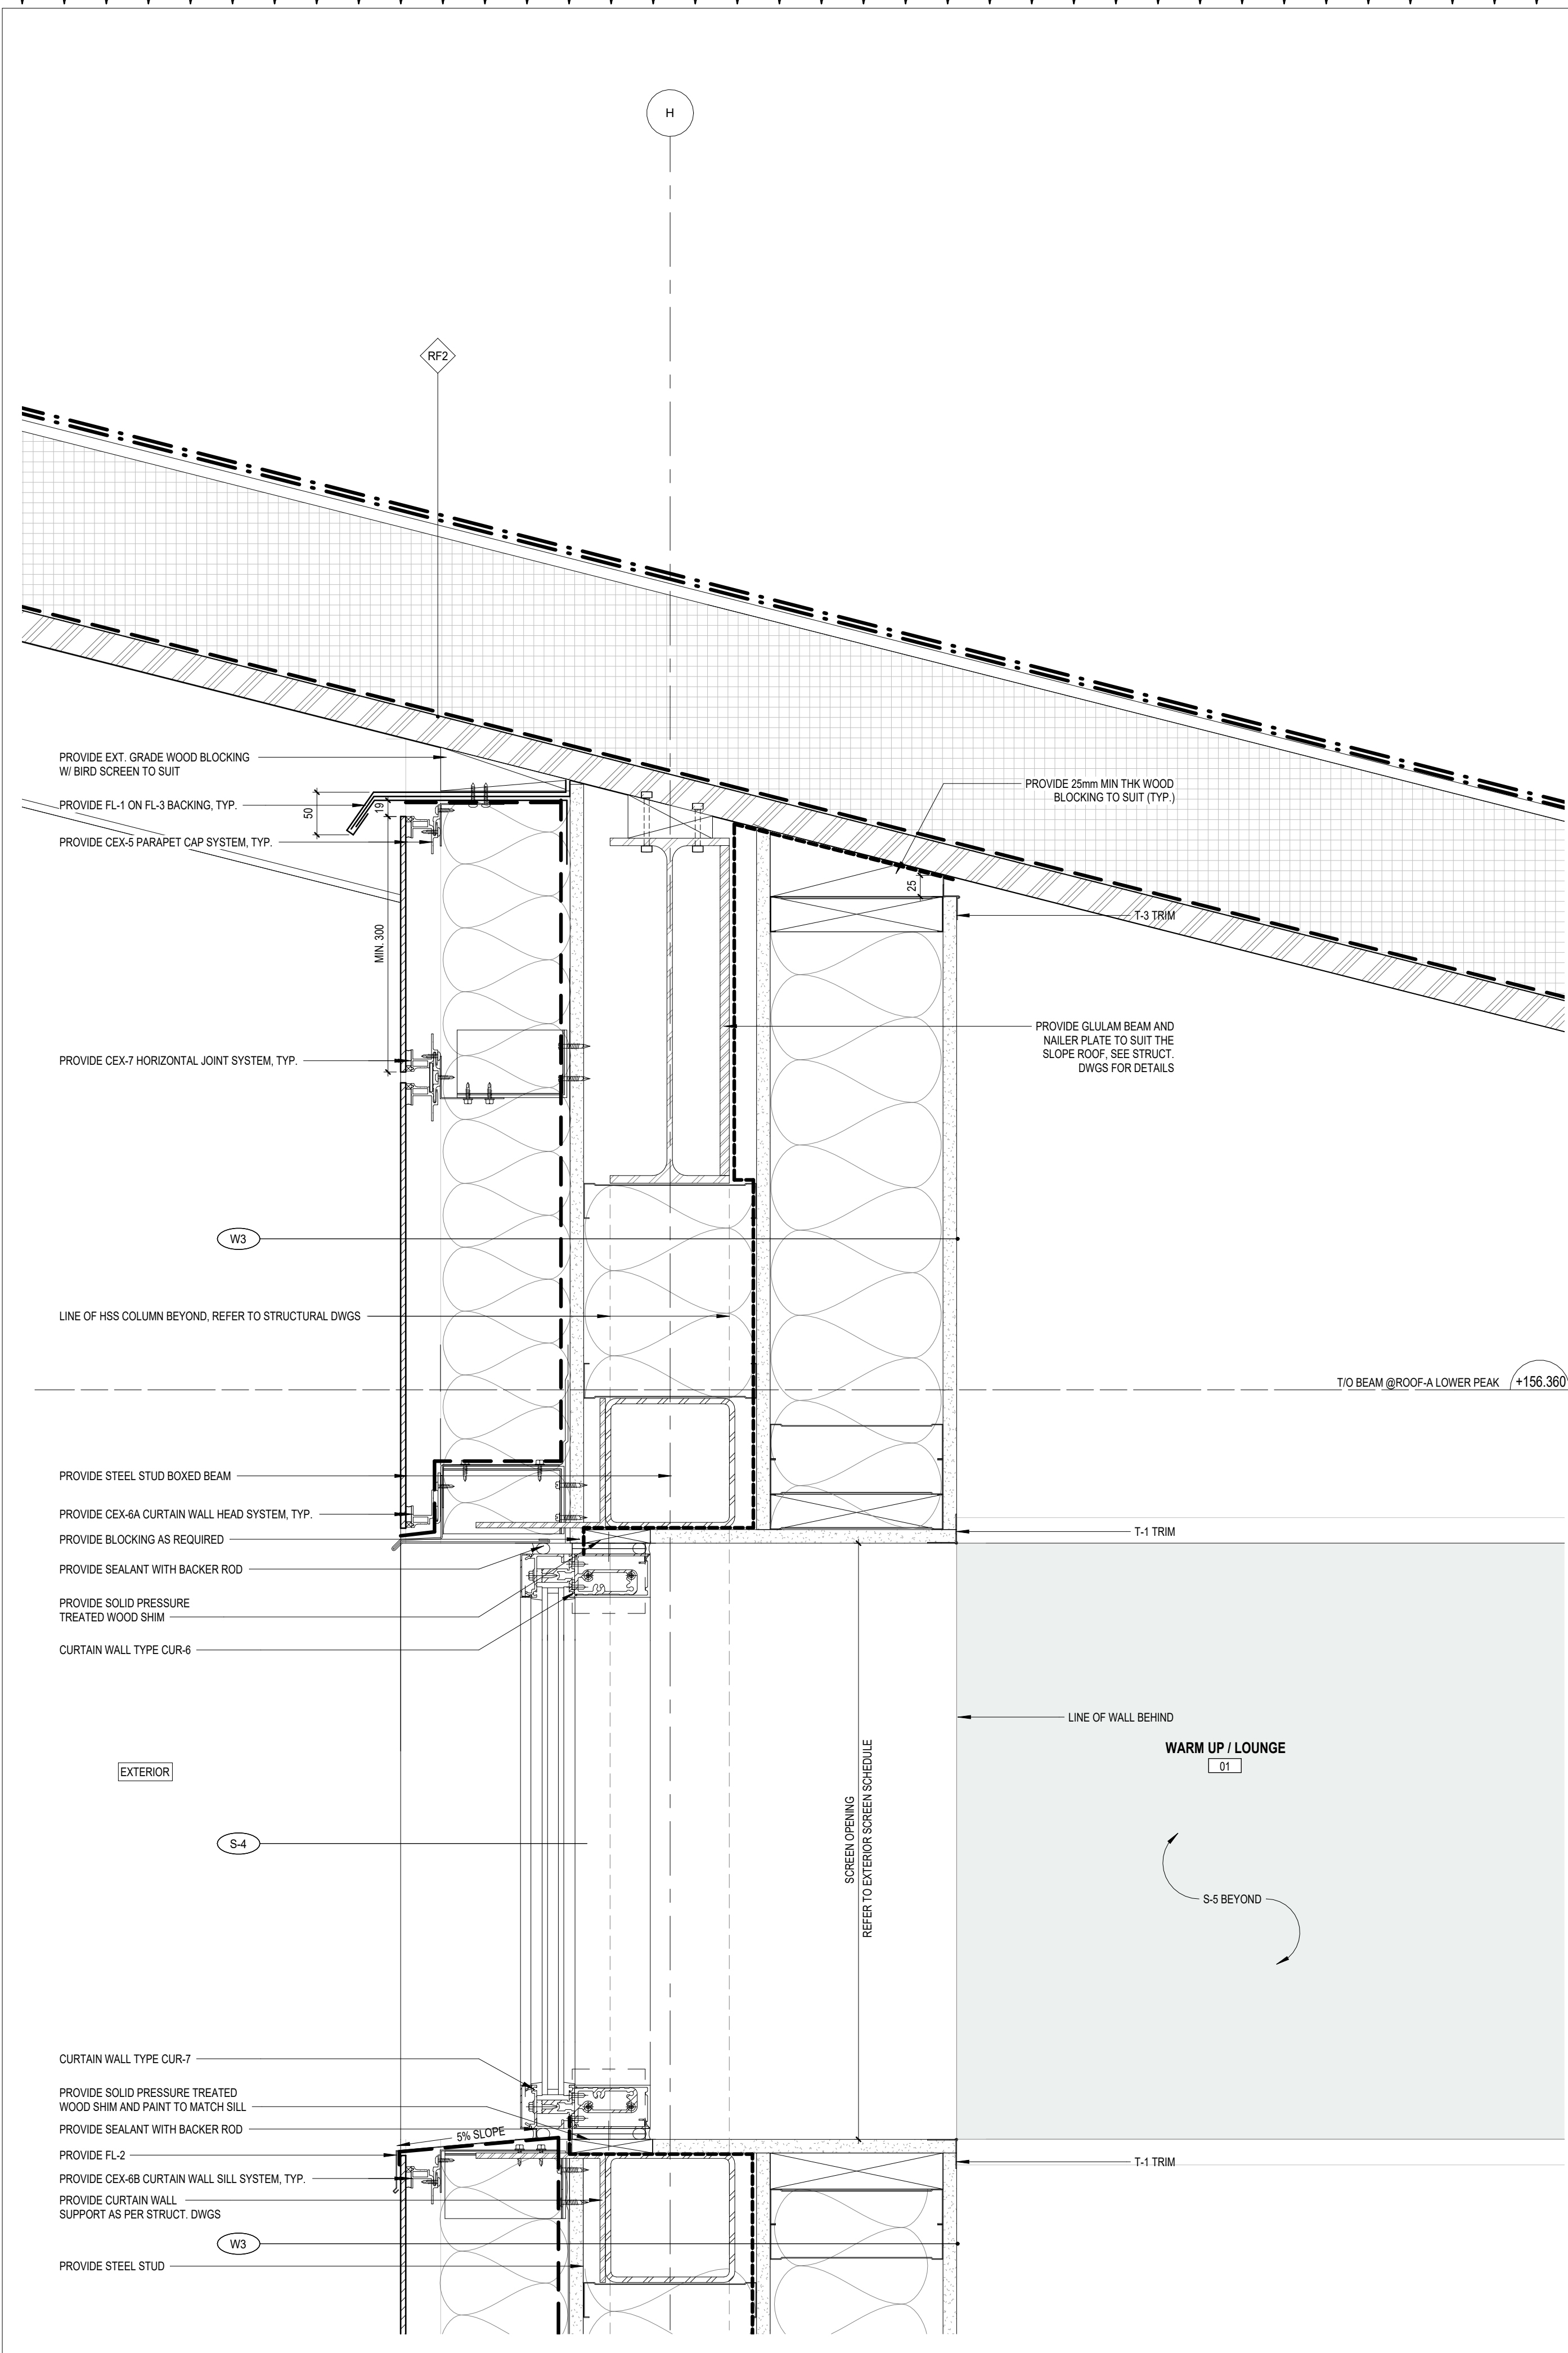 H
RF2
PROVIDE EXT. GRADE WOOD BLOCKING
W/ BIRD SCREEN TO SUIT
PROVIDE FL-1 ON FL-3 BACKING, TYP.
50
19
PROVIDE CEX-5 PARAPET CAP SYSTEM, TYP.
PROVIDE 25mm MIN THK WOOD
BLOCKING TO SUIT (TYP.)
25
T-3 TRIM
MIN. 300
PROVIDE GLULAM BEAM AND
NAILER PLATE TO SUIT THE
SLOPE ROOF, SEE STRUCT.
DWGS FOR DETAILS
PROVIDE CEX-7 HORIZONTAL JOINT SYSTEM, TYP.
W3
LINE OF HSS COLUMN BEYOND, REFER TO STRUCTURAL DWGS
T/O BEAM @ROOF-A LOWER PEAK
+156.360
PROVIDE STEEL STUD BOXED BEAM
PROVIDE CEX-6A CURTAIN WALL HEAD SYSTEM, TYP.
PROVIDE BLOCKING AS REQUIRED
T-1 TRIM
PROVIDE SEALANT WITH BACKER ROD
PROVIDE SOLID PRESSURE
TREATED WOOD SHIM
CURTAIN WALL TYPE CUR-6
LINE OF WALL BEHIND
WARM UP / LOUNGE
01
EXTERIOR
SCREEN OPENING
REFER TO EXTERIOR SCREEN SCHEDULE
S-4
S-5 BEYOND
CURTAIN WALL TYPE CUR-7
PROVIDE SOLID PRESSURE TREATED
WOOD SHIM AND PAINT TO MATCH SILL
PROVIDE SEALANT WITH BACKER ROD
5% SLOPE
PROVIDE FL-2
T-1 TRIM
PROVIDE CEX-6B CURTAIN WALL SILL SYSTEM, TYP.
PROVIDE CURTAIN WALL
SUPPORT AS PER STRUCT. DWGS
W3
PROVIDE STEEL STUD